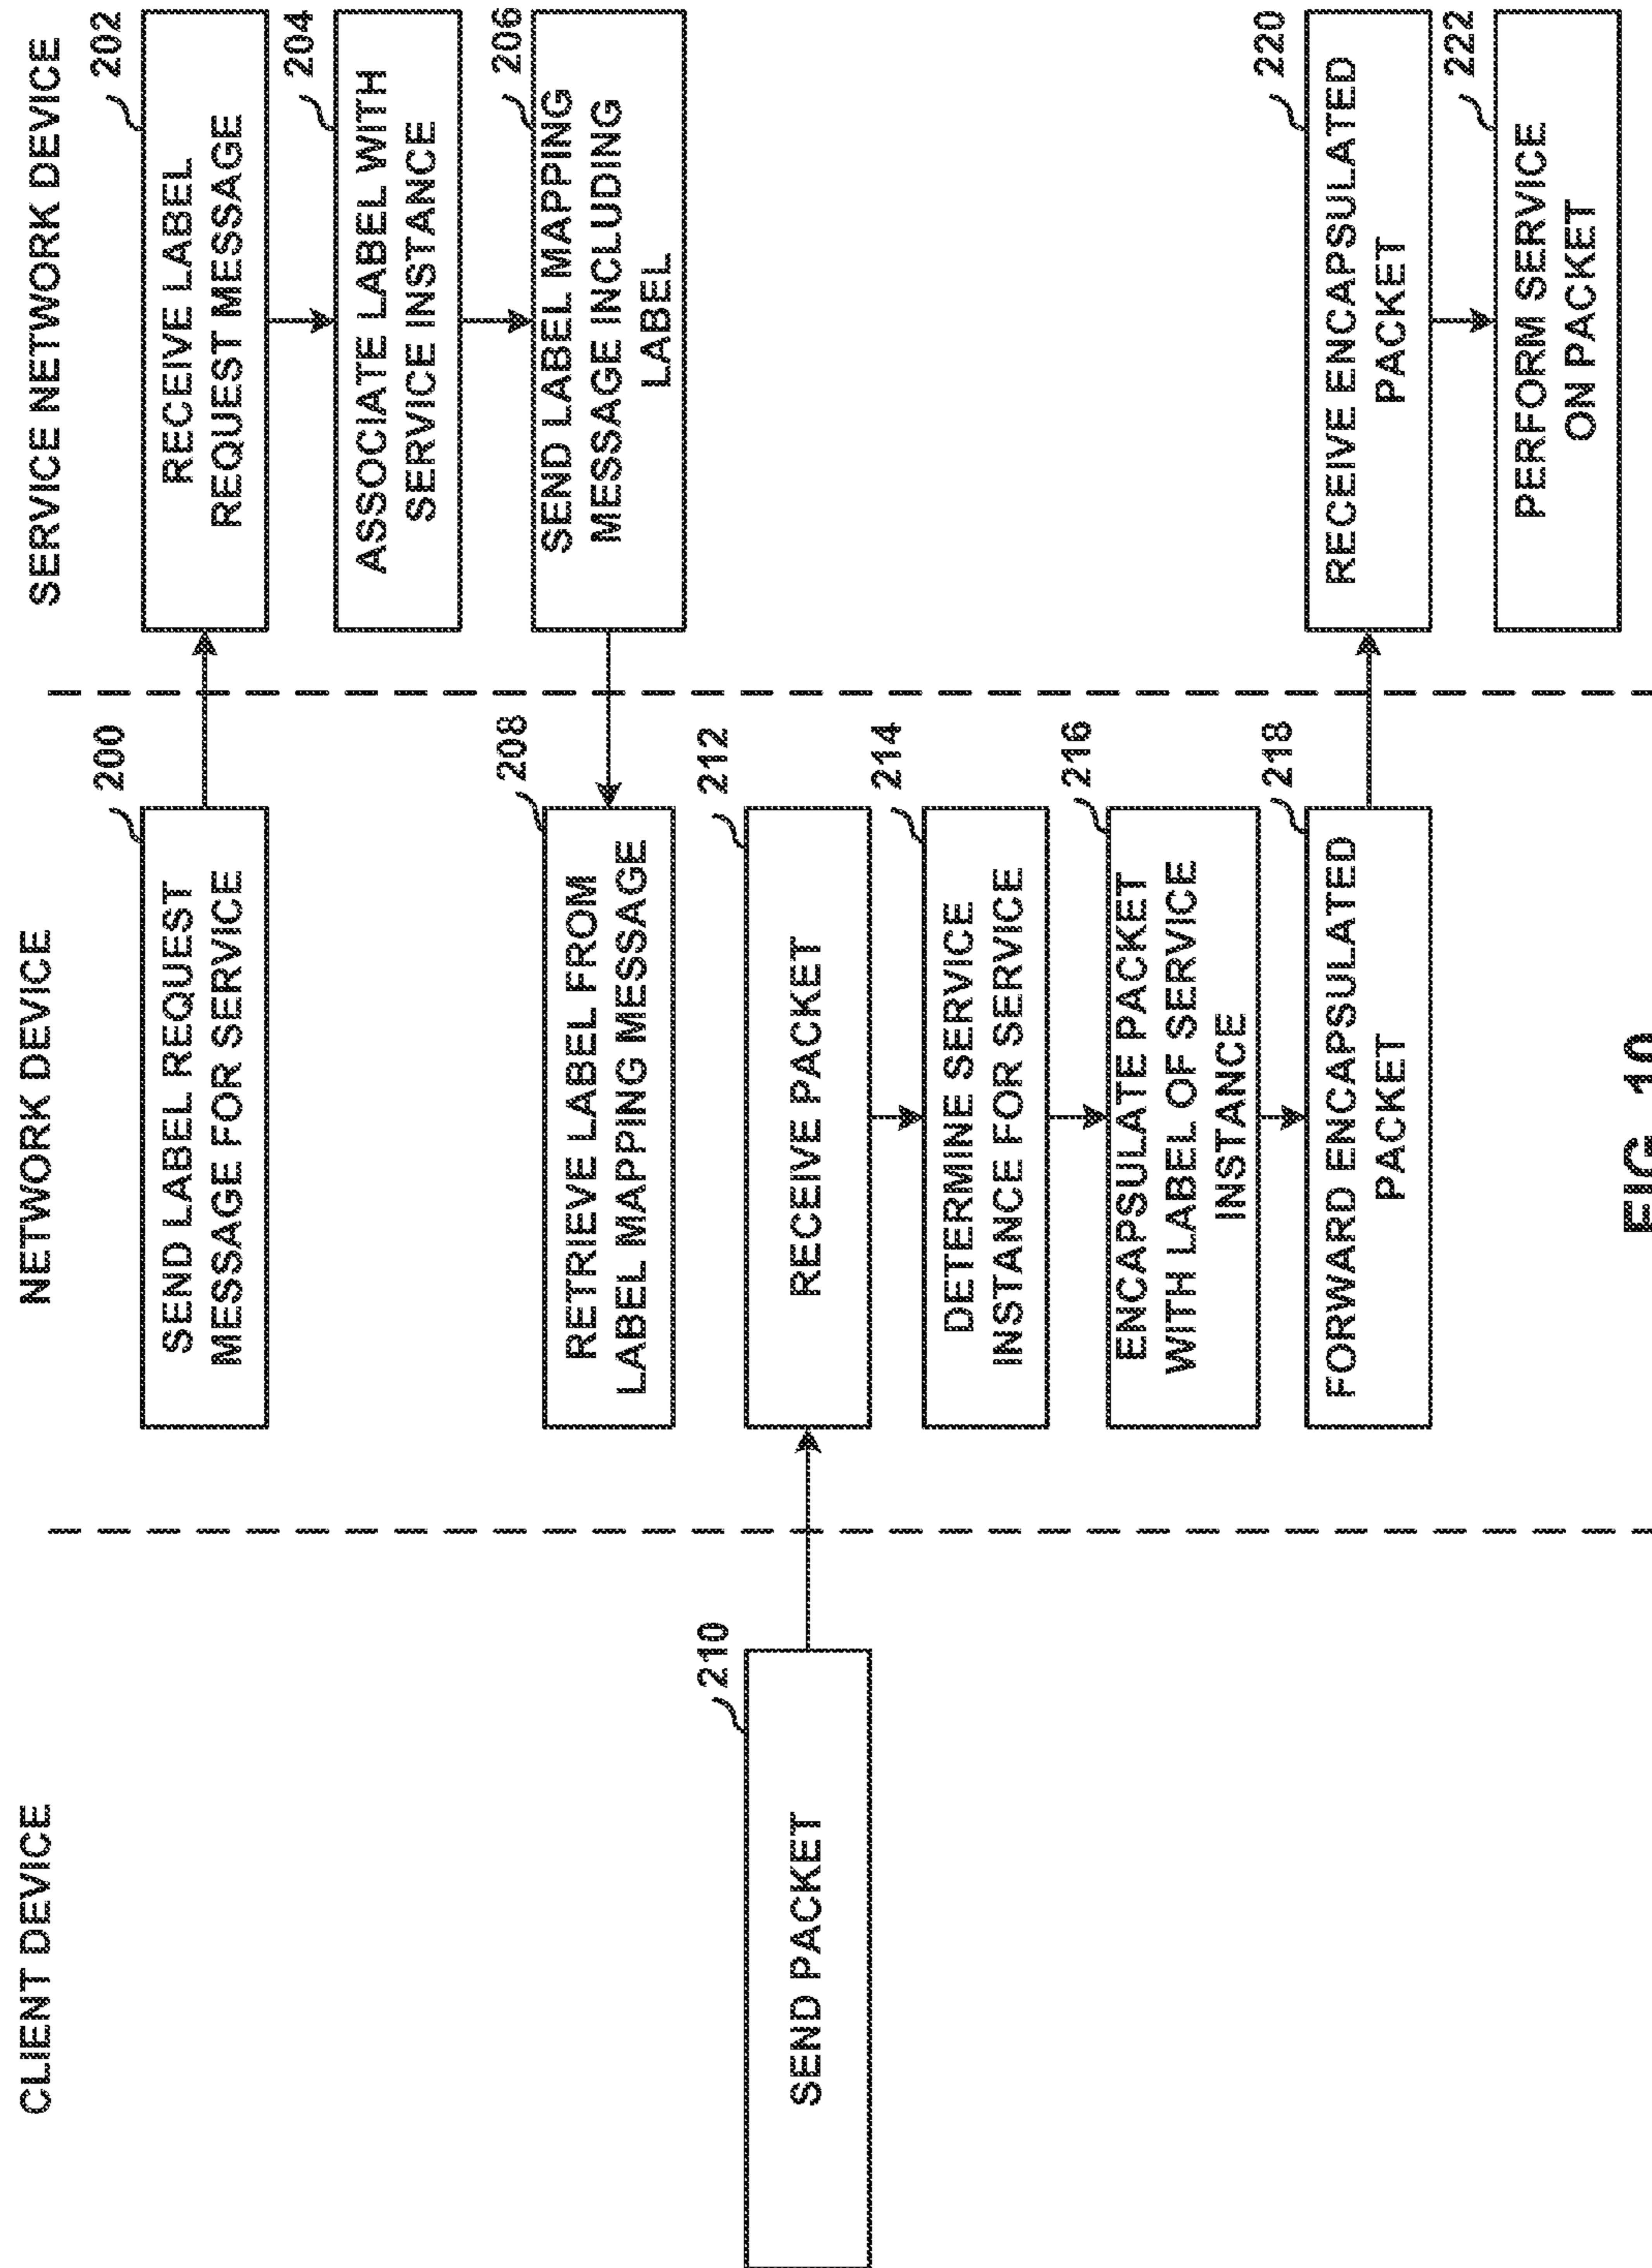 CLIENT DEVICE
NETWORK DEVICE
SERVICE NETWORK DEVICE
200
SEND LABEL REQUEST
MESSAGE FOR SERVICE
202
RECEIVE LABEL
REQUEST MESSAGE
204
ASSOCIATE LABEL WITH
SERVICE INSTANCE
206
SEND LABEL MAPPING
MESSAGE INCLUDING
LABEL
208
RETRIEVE LABEL FROM
LABEL MAPPING MESSAGE
210
SEND PACKET
212
RECEIVE PACKET
214
DETERMINE SERVICE
INSTANCE FOR SERVICE
216
ENCAPSULATE PACKET
WITH LABEL OF SERVICE
INSTANCE
218
FORWARD ENCAPSULATED
PACKET
220
RECEIVE ENCAPSULATED
PACKET
222
PERFORM SERVICE
ON PACKET
FIG. 10